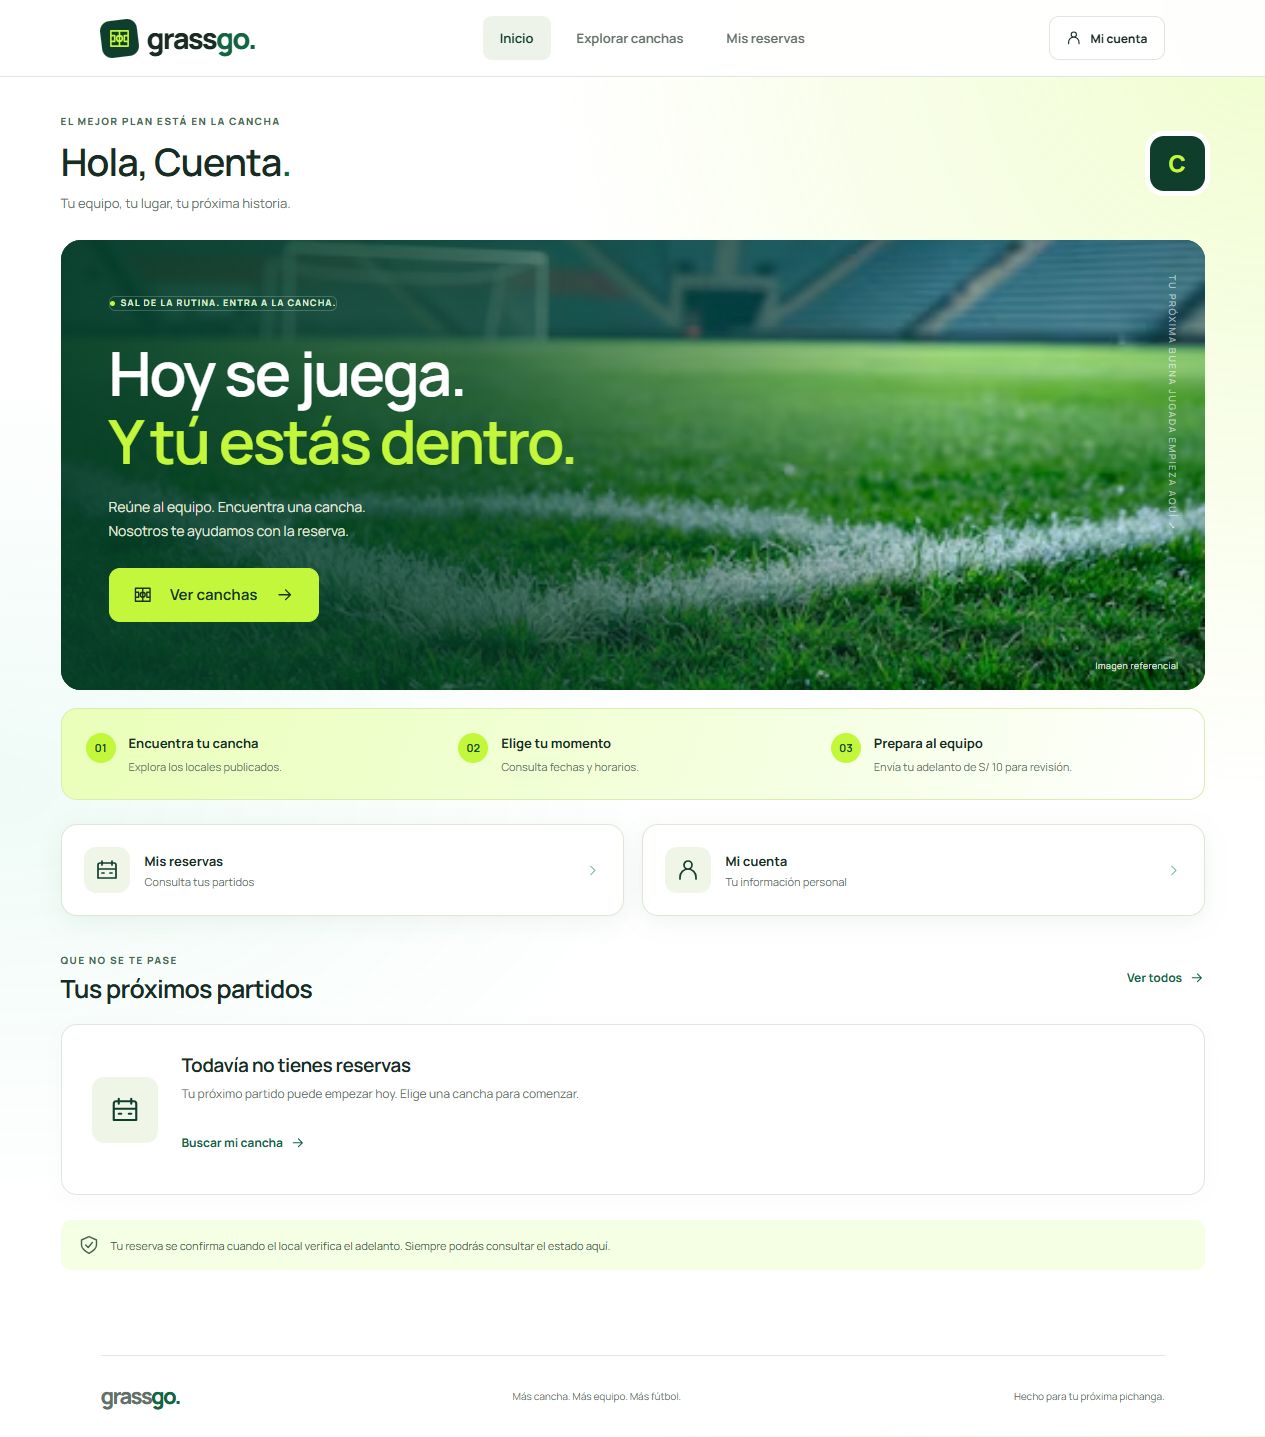 grassgo.
Inicio
Explorar canchas
Mis reservas
Mi cuenta
EL MEJOR PLAN ESTÁ EN LA CANCHA
Hola, Cuenta.
Tu equipo, tu lugar, tu próxima historia.
C
SAL DE LA RUTINA. ENTRA A LA CANCHA.
Hoy se juega.
Y tú estás dentro.
Reúne al equipo. Encuentra una cancha.
Nosotros te ayudamos con la reserva.
Ver canchas →
TU PRÓXIMA BUENA JUGADA EMPIEZA AQUÍ ↗
Imagen referencial
01 Encuentra tu cancha
Explora los locales publicados.
02 Elige tu momento
Consulta fechas y horarios.
03 Prepara al equipo
Envía tu adelanto de S/ 10 para revisión.
Mis reservas
Consulta tus partidos
Mi cuenta
Tu información personal
QUE NO SE TE PASE
Tus próximos partidos
Ver todos →
Todavía no tienes reservas
Tu próximo partido puede empezar hoy. Elige una cancha para comenzar.
Buscar mi cancha →
Tu reserva se confirma cuando el local verifica el adelanto. Siempre podrás consultar el estado aquí.
grassgo.
Más cancha. Más equipo. Más fútbol.
Hecho para tu próxima pichanga.